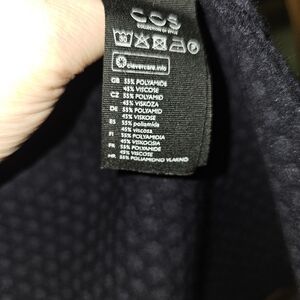 COS
COLLECTION OF STYLE
clevercare.info
GB 55% POLYAMIDE
45% VISCOSE
CZ 55% POLYAMID
45% VISKÓZA
DE 55% POLYAMID
45% VISKOSE
ES 55% poliamida
45% viscosa
FI 55% POLYAMIDIA
45% VISKOOSIA
FR 55% POLYAMIDE
45% VISCOSE
HR 55% POLIAMIDNO VLAKNO